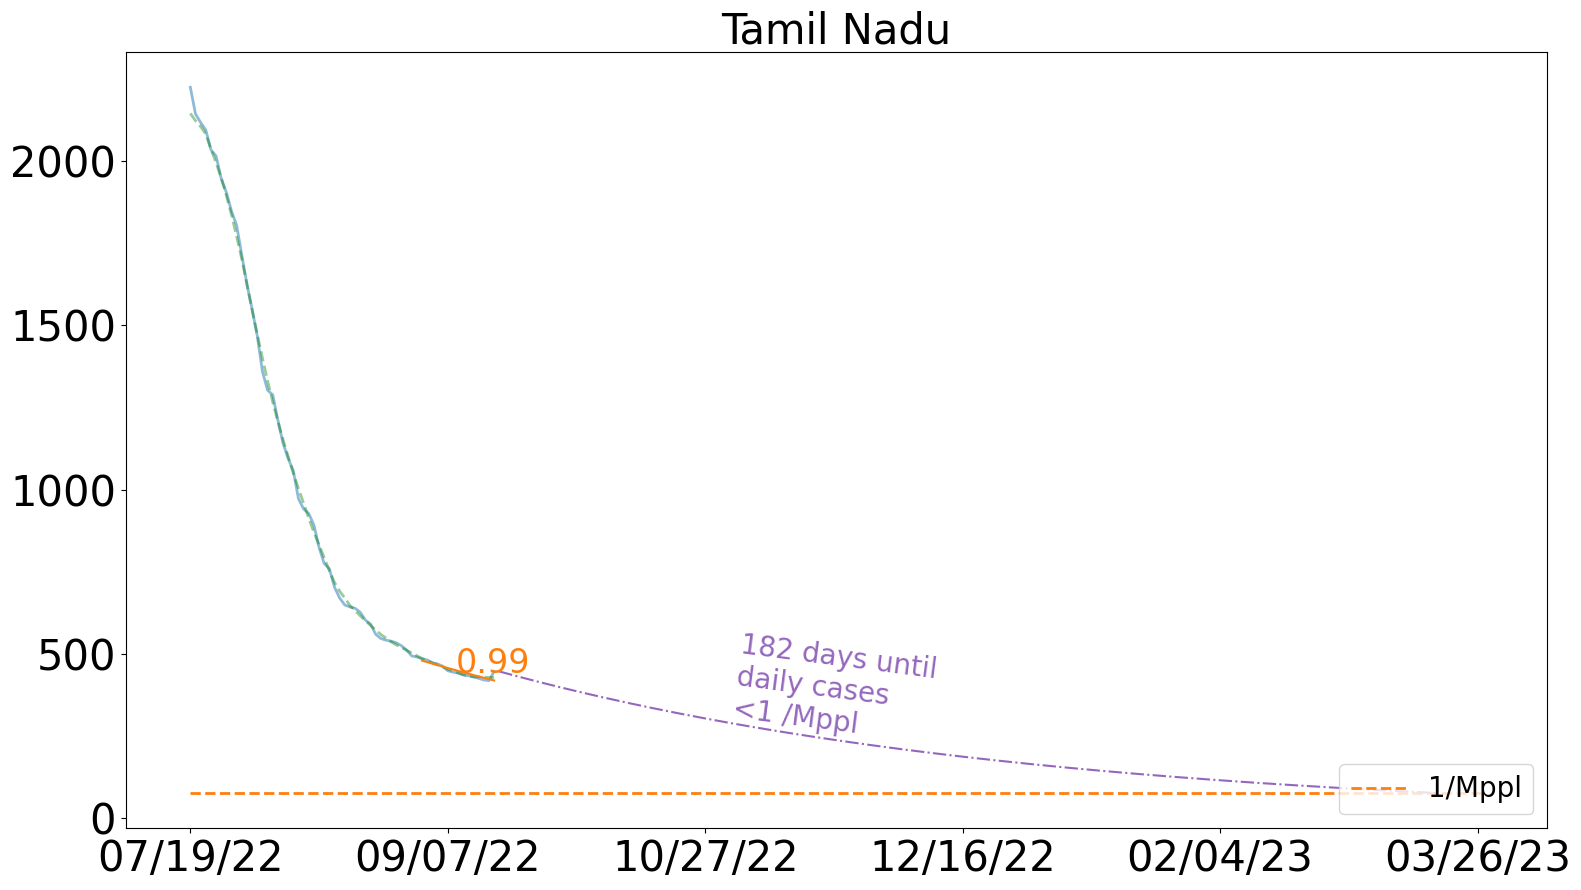 Tamil Nadu
2000
1500
1000
500
0
0.99
182 days until
daily cases
<1 /Mppl
1/Mppl
07/19/22
09/07/22
10/27/22
12/16/22
02/04/23
03/26/23